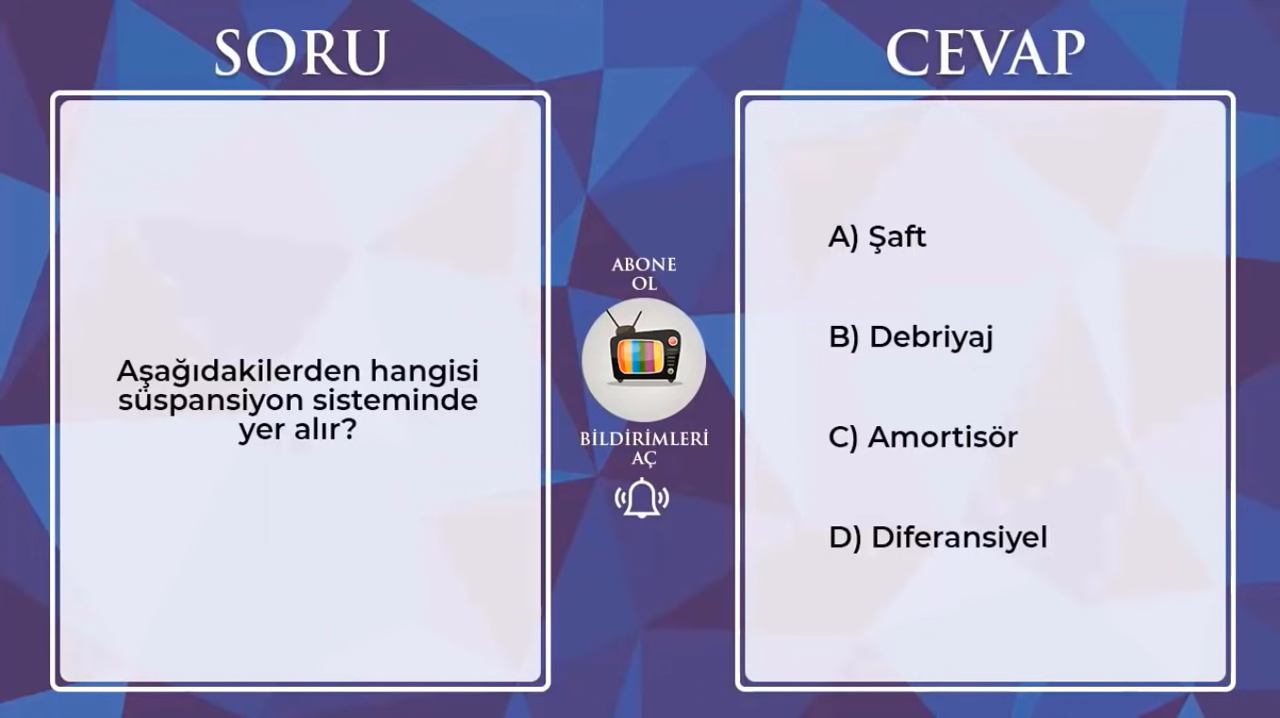 SORU
Aşağıdakilerden hangisi
süspansiyon sisteminde
yer alır?
ABONE
OL
BİLDİRİMLERİ
AÇ
CEVAP
A) Şaft
B) Debriyaj
C) Amortisör
D) Diferansiyel